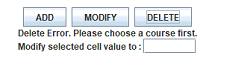 ADD MODIFY DELETE
Delete Error. Please choose a course first.
Modify selected cell value to :